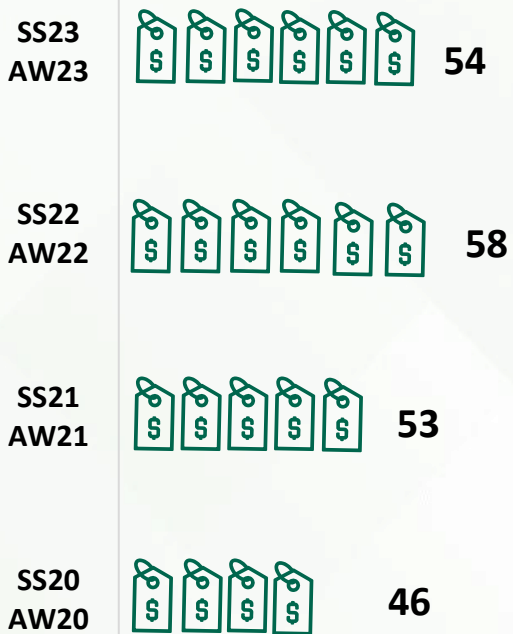 SS23
AW23
$ $ $ $ $ $
54
SS22
AW22
$ $ $ $ $ $
58
SS21
AW21
$ $ $ $ $
53
SS20
AW20
$ $ $ $
46